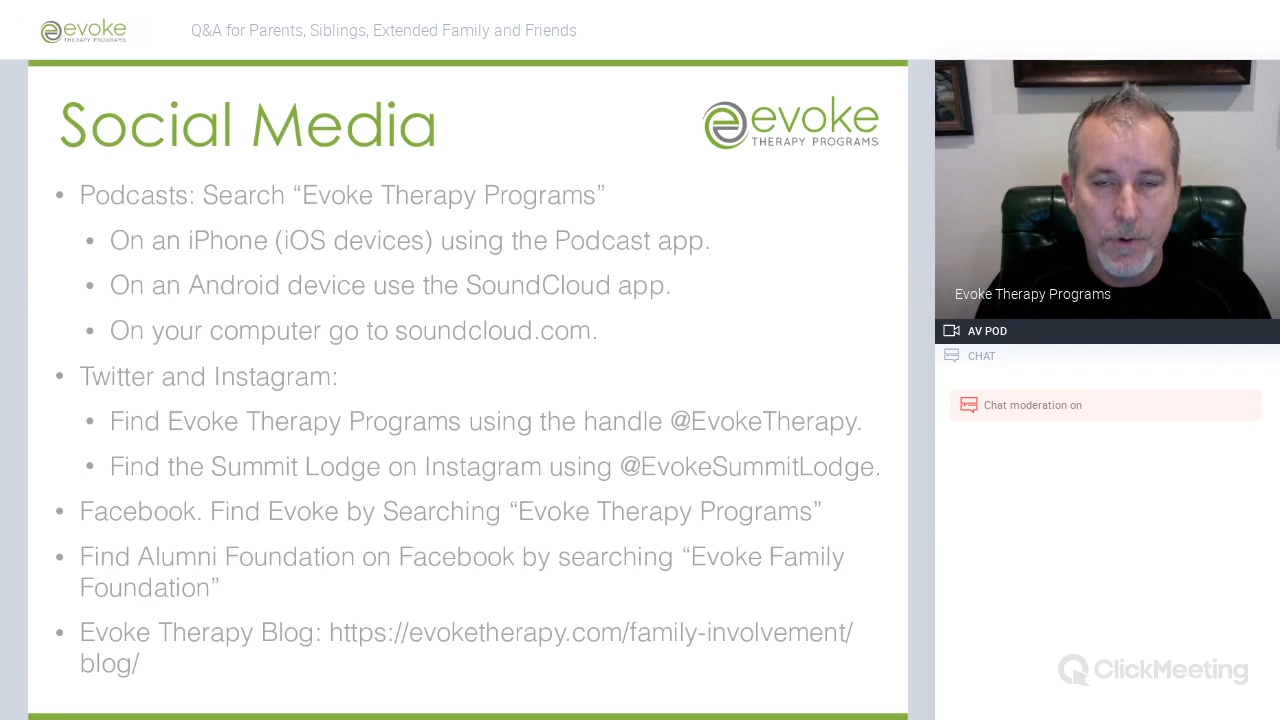 evoke
THERAPY PROGRAMS
Q&A for Parents, Siblings, Extended Family and Friends
Social Media
evoke
THERAPY PROGRAMS
• Podcasts: Search “Evoke Therapy Programs”
• On an iPhone (iOS devices) using the Podcast app.
• On an Android device use the SoundCloud app.
• On your computer go to soundcloud.com.
• Twitter and Instagram:
• Find Evoke Therapy Programs using the handle @EvokeTherapy.
• Find the Summit Lodge on Instagram using @EvokeSummitLodge.
• Facebook. Find Evoke by Searching “Evoke Therapy Programs”
• Find Alumni Foundation on Facebook by searching “Evoke Family
Foundation”
• Evoke Therapy Blog: https://evoketherapy.com/family-involvement/
blog/
Evoke Therapy Programs
AV POD
CHAT
Chat moderation on
ClickMeeting